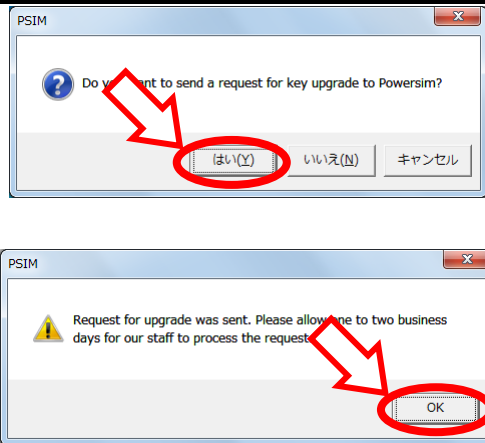 PSIM
Do you want to send a request for key upgrade to Powersim?
はい(Y)
いいえ(N)
キャンセル
PSIM
Request for upgrade was sent. Please allow one to two business
days for our staff to process the request
OK